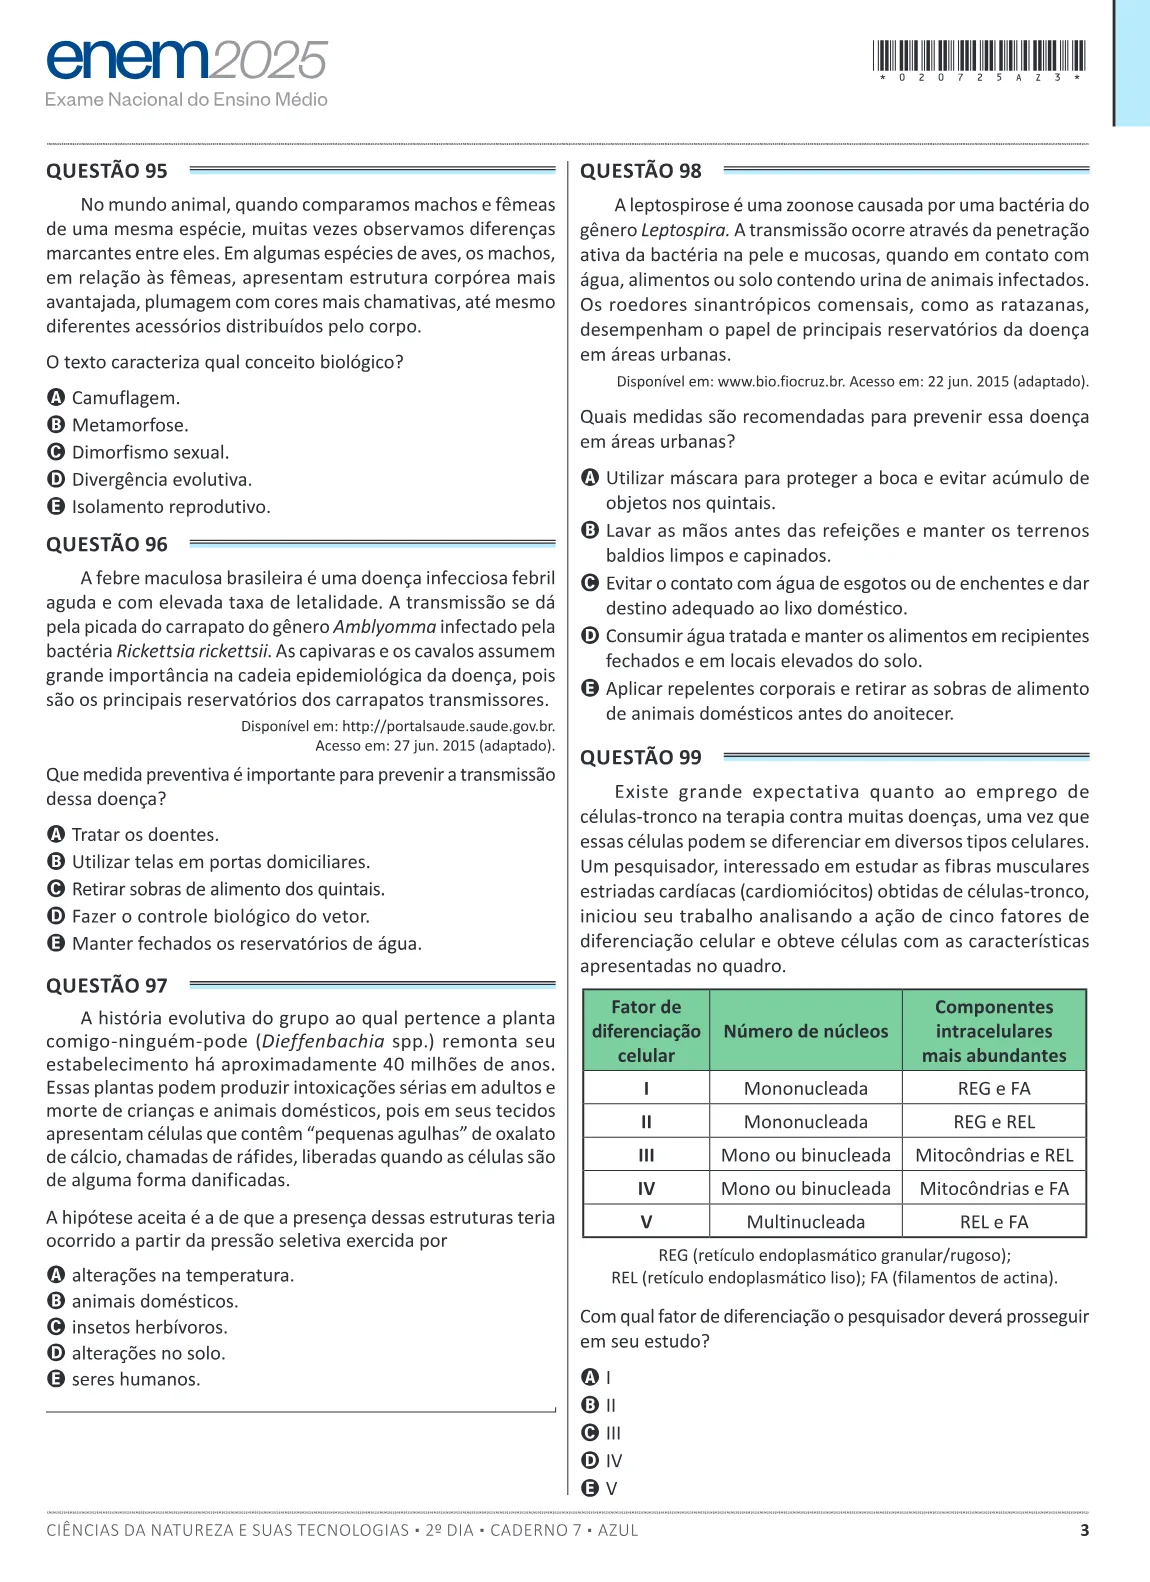 enem2025
Exame Nacional do Ensino Médio
*020725AZ3*
QUESTÃO 95
No mundo animal, quando comparamos machos e fêmeas
de uma mesma espécie, muitas vezes observamos diferenças
marcantes entre eles. Em algumas espécies de aves, os machos,
em relação às fêmeas, apresentam estrutura corpórea mais
avantajada, plumagem com cores mais chamativas, até mesmo
diferentes acessórios distribuídos pelo corpo.
O texto caracteriza qual conceito biológico?
A Camuflagem.
B Metamorfose.
C Dimorfismo sexual.
D Divergência evolutiva.
E Isolamento reprodutivo.
QUESTÃO 96
A febre maculosa brasileira é uma doença infecciosa febril
aguda e com elevada taxa de letalidade. A transmissão se dá
pela picada do carrapato do gênero Amblyomma infectado pela
bactéria Rickettsia rickettsii. As capivaras e os cavalos assumem
grande importância na cadeia epidemiológica da doença, pois
são os principais reservatórios dos carrapatos transmissores.
Disponível em: http://portalsaude.saude.gov.br.
Acesso em: 27 jun. 2015 (adaptado).
Que medida preventiva é importante para prevenir a transmissão
dessa doença?
A Tratar os doentes.
B Utilizar telas em portas domiciliares.
C Retirar sobras de alimento dos quintais.
D Fazer o controle biológico do vetor.
E Manter fechados os reservatórios de água.
QUESTÃO 97
A história evolutiva do grupo ao qual pertence a planta
comigo-ninguém-pode (Dieffenbachia spp.) remonta seu
estabelecimento há aproximadamente 40 milhões de anos.
Essas plantas podem produzir intoxicações sérias em adultos e
morte de crianças e animais domésticos, pois em seus tecidos
apresentam células que contêm “pequenas agulhas” de oxalato
de cálcio, chamadas de ráfides, liberadas quando as células são
de alguma forma danificadas.
A hipótese aceita é a de que a presença dessas estruturas teria
ocorrido a partir da pressão seletiva exercida por
A alterações na temperatura.
B animais domésticos.
C insetos herbívoros.
D alterações no solo.
E seres humanos.
QUESTÃO 98
A leptospirose é uma zoonose causada por uma bactéria do
gênero Leptospira. A transmissão ocorre através da penetração
ativa da bactéria na pele e mucosas, quando em contato com
água, alimentos ou solo contendo urina de animais infectados.
Os roedores sinantrópicos comensais, como as ratazanas,
desempenham o papel de principais reservatórios da doença
em áreas urbanas.
Disponível em: www.bio.fiocruz.br. Acesso em: 22 jun. 2015 (adaptado).
Quais medidas são recomendadas para prevenir essa doença
em áreas urbanas?
A Utilizar máscara para proteger a boca e evitar acúmulo de
objetos nos quintais.
B Lavar as mãos antes das refeições e manter os terrenos
baldios limpos e capinados.
C Evitar o contato com água de esgotos ou de enchentes e dar
destino adequado ao lixo doméstico.
D Consumir água tratada e manter os alimentos em recipientes
fechados e em locais elevados do solo.
E Aplicar repelentes corporais e retirar as sobras de alimento
de animais domésticos antes do anoitecer.
QUESTÃO 99
Existe grande expectativa quanto ao emprego de
células-tronco na terapia contra muitas doenças, uma vez que
essas células podem se diferenciar em diversos tipos celulares.
Um pesquisador, interessado em estudar as fibras musculares
estriadas cardíacas (cardiomiócitos) obtidas de células-tronco,
iniciou seu trabalho analisando a ação de cinco fatores de
diferenciação celular e obteve células com as características
apresentadas no quadro.
Fator de diferenciação celular Número de núcleos Componentes intracelulares mais abundantes
I Mononucleada REG e FA
II Mononucleada REG e REL
III Mono ou binucleada Mitocôndrias e REL
IV Mono ou binucleada Mitocôndrias e FA
V Multinucleada REL e FA
REG (retículo endoplasmático granular/rugoso);
REL (retículo endoplasmático liso); FA (filamentos de actina).
Com qual fator de diferenciação o pesquisador deverá prosseguir
em seu estudo?
A I
B II
C III
D IV
E V
CIÊNCIAS DA NATUREZA E SUAS TECNOLOGIAS • 2º DIA • CADERNO 7 • AZUL 3